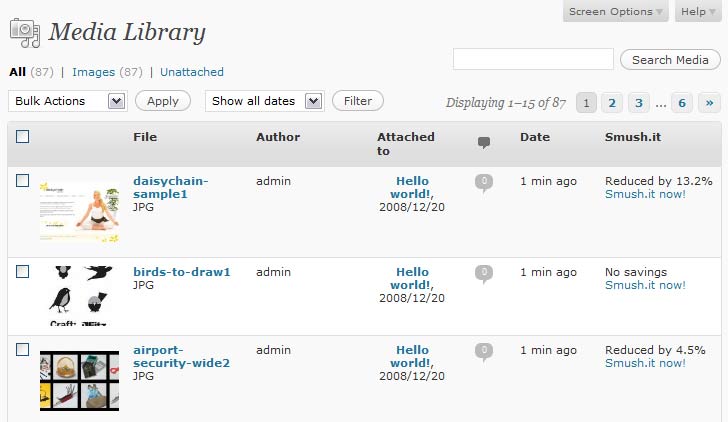 Screen Options Help
Media Library
All (87) | Images (87) | Unattached
Search Media
Bulk Actions Apply Show all dates Filter Displaying 1–15 of 87 1 2 3 ... 6 »
File Author Attached to Date Smush.it
daisychain-sample1
JPG
admin
Hello world!,
2008/12/20
0
1 min ago
Reduced by 13.2%
Smush.it now!
birds-to-draw1
JPG
admin
Hello world!,
2008/12/20
0
1 min ago
No savings
Smush.it now!
airport-security-wide2
JPG
admin
Hello world!,
2008/12/20
0
1 min ago
Reduced by 4.5%
Smush.it now!